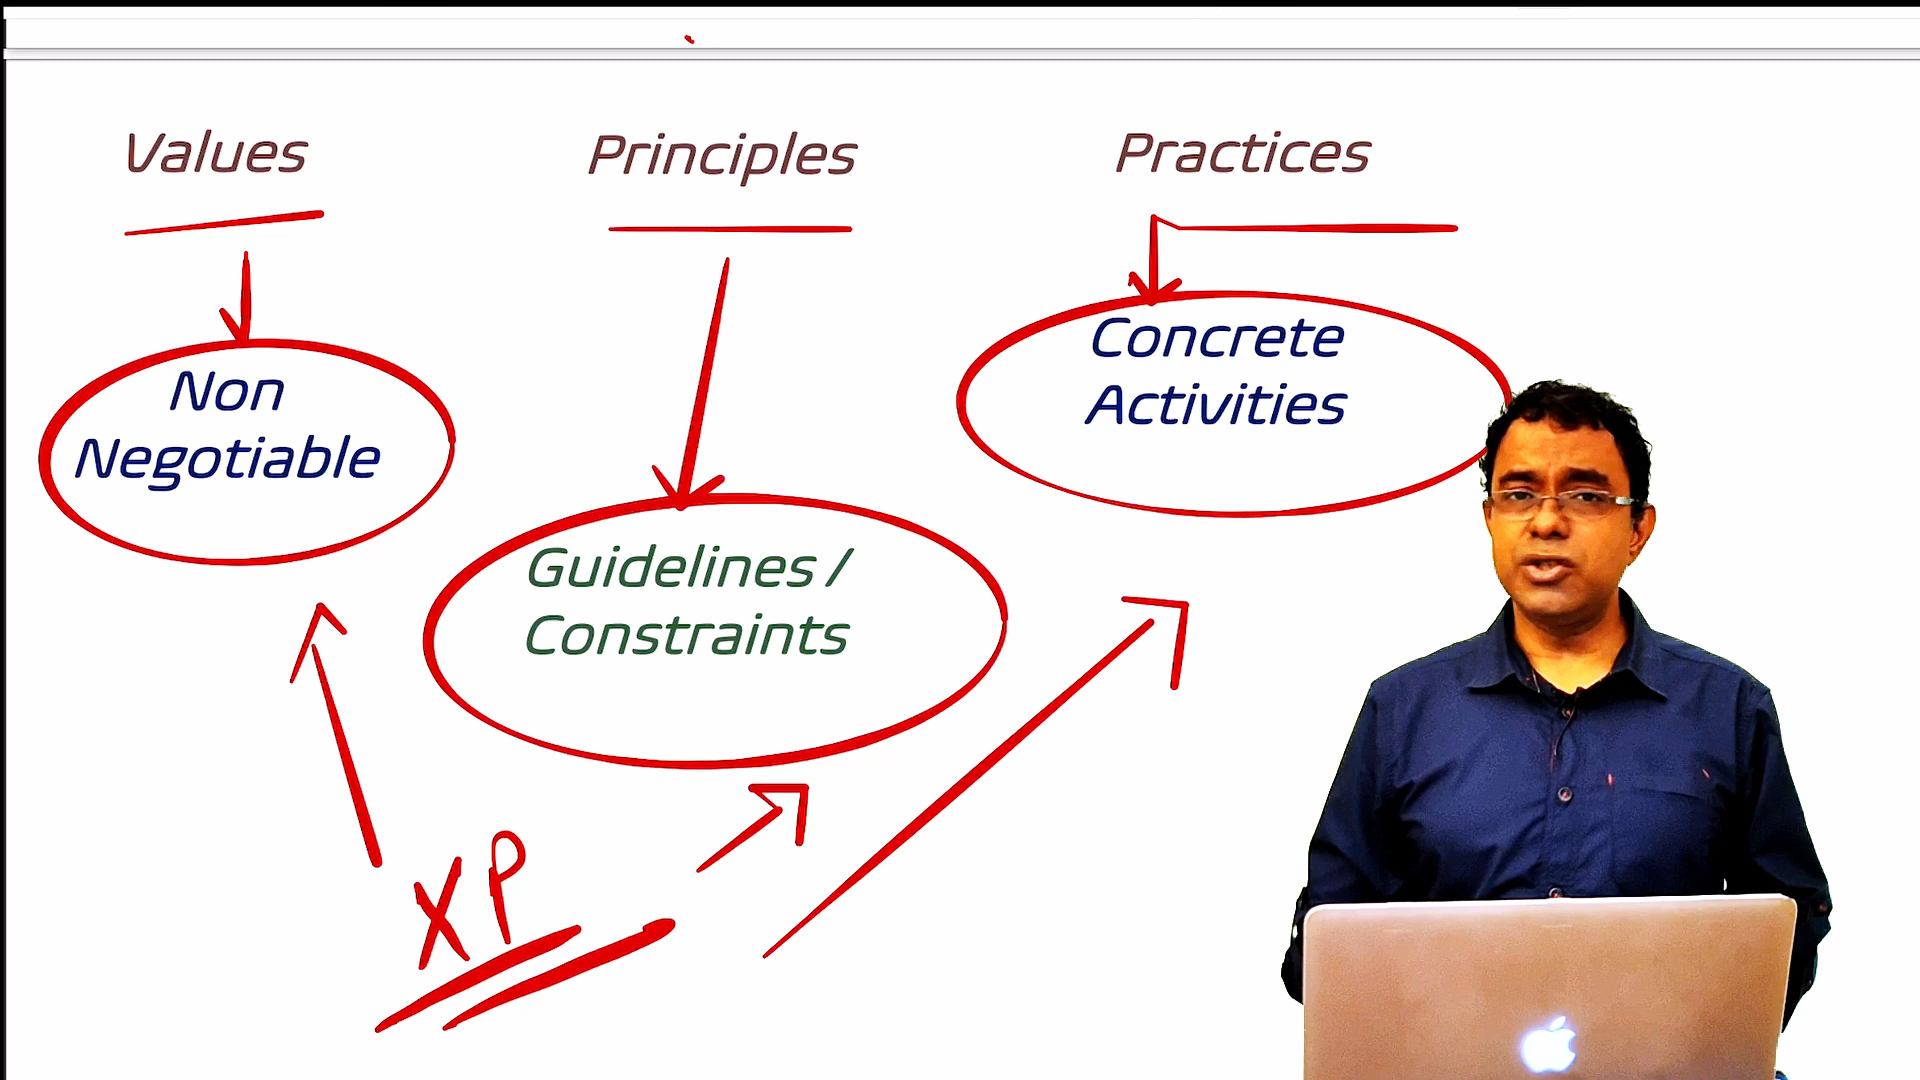 Values
Principles
Practices
Non
Negotiable
Guidelines /
Constraints
Concrete
Activities
XP